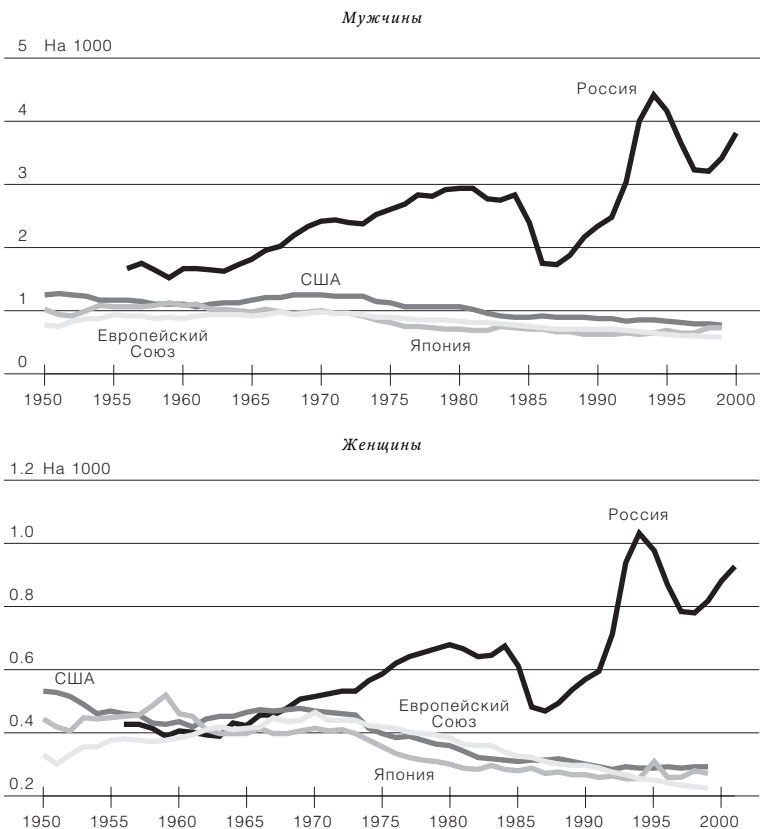 Мужчины
5 На 1000
Россия
4
3
2
США
1
Европейский
Союз
Япония
0
1950 1955 1960 1965 1970 1975 1980 1985 1990 1995 2000
Женщины
1.2 На 1000
Россия
1.0
0.8
0.6
США
Европейский
Союз
0.4
Япония
0.2
1950 1955 1960 1965 1970 1975 1980 1985 1990 1995 2000